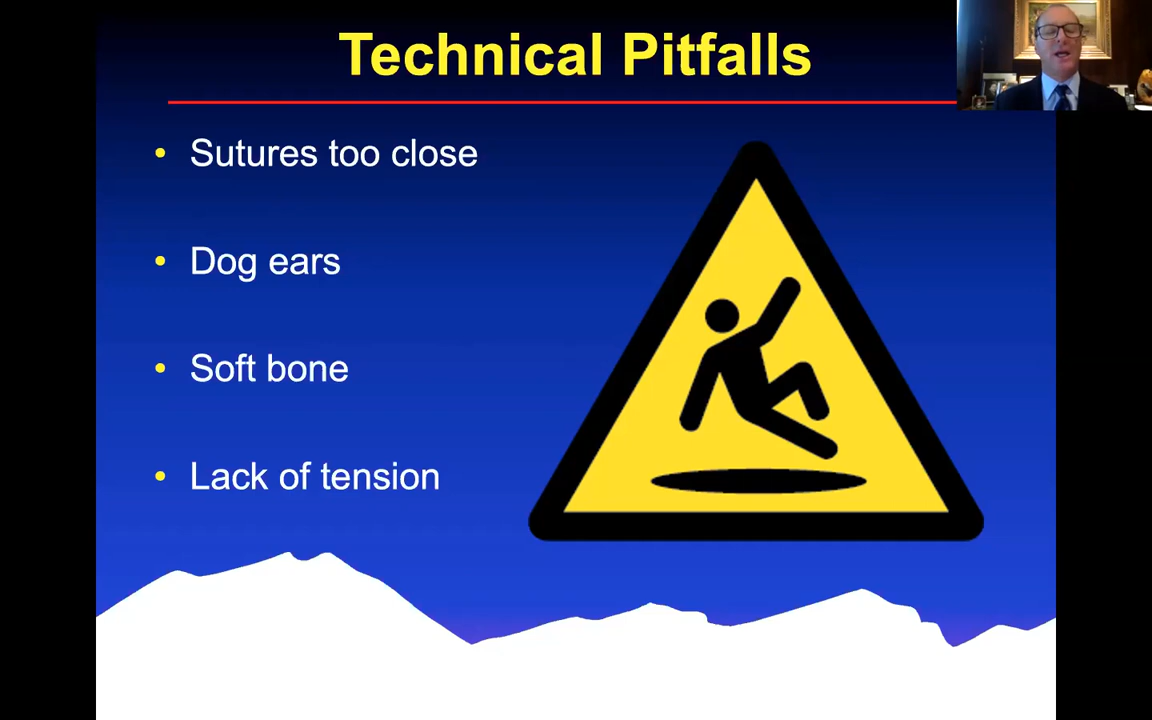 Technical Pitfalls
• Sutures too close
• Dog ears
• Soft bone
• Lack of tension